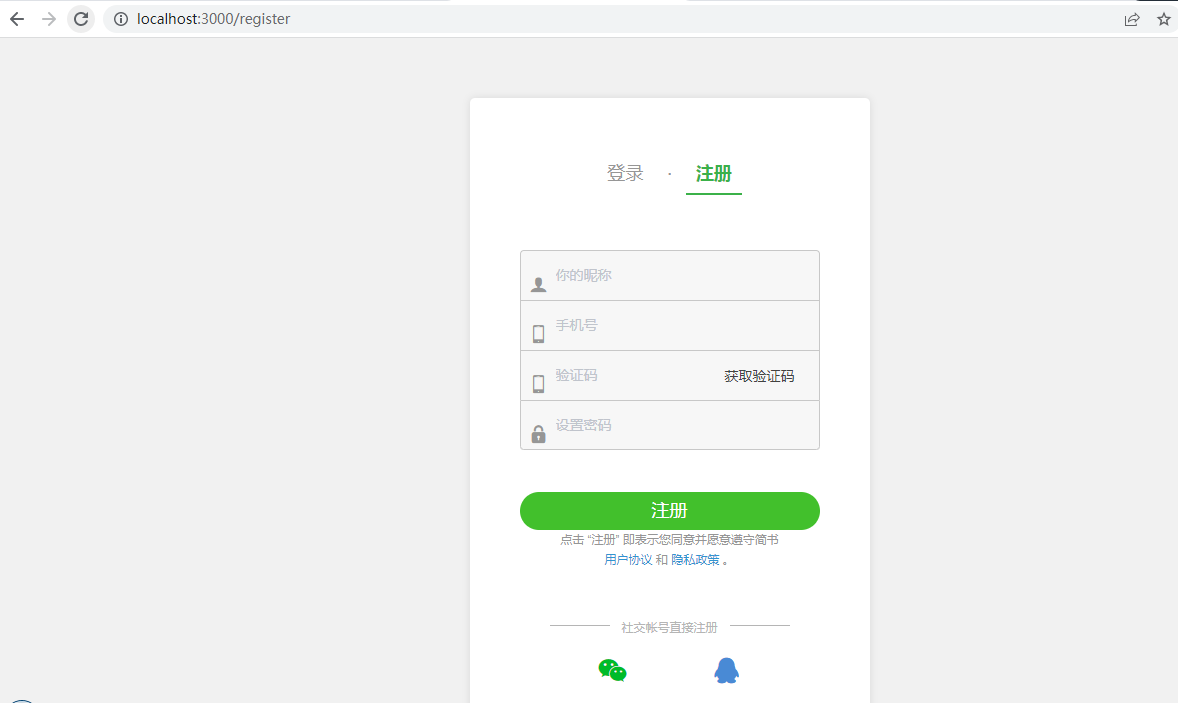 localhost:3000/register
登录 · 注册
你的昵称
手机号
验证码 获取验证码
设置密码
注册
点击 “注册” 即表示您同意并愿意遵守简书
用户协议 和 隐私政策 。
社交帐号直接注册